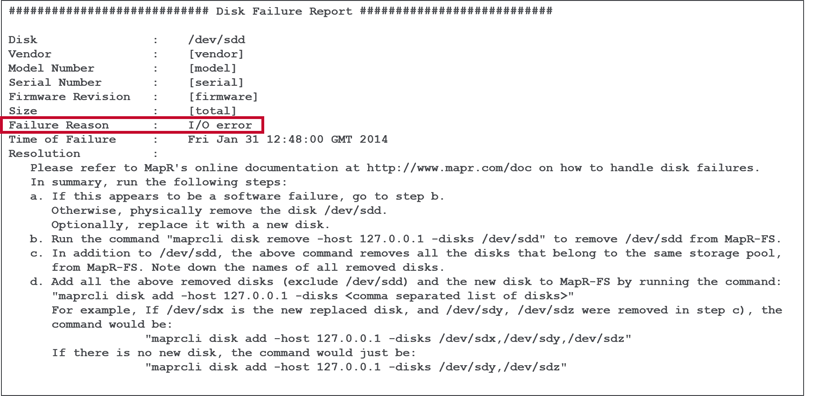 ############################ Disk Failure Report ###########################
Disk : /dev/sdd
Vendor : [vendor]
Model Number : [model]
Serial Number : [serial]
Firmware Revision : [firmware]
Size : [total]
Failure Reason : I/O error
Time of Failure : Fri Jan 31 12:48:00 GMT 2014
Resolution :
Please refer to MapR's online documentation at http://www.mapr.com/doc on how to handle disk failures.
In summary, run the following steps:
a. If this appears to be a software failure, go to step b.
Otherwise, physically remove the disk /dev/sdd.
Optionally, replace it with a new disk.
b. Run the command "maprcli disk remove -host 127.0.0.1 -disks /dev/sdd" to remove /dev/sdd from MapR-FS.
c. In addition to /dev/sdd, the above command removes all the disks that belong to the same storage pool,
from MapR-FS. Note down the names of all removed disks.
d. Add all the above removed disks (exclude /dev/sdd) and the new disk to MapR-FS by running the command:
"maprcli disk add -host 127.0.0.1 -disks <comma separated list of disks>"
For example, If /dev/sdx is the new replaced disk, and /dev/sdy, /dev/sdz were removed in step c), the
command would be:
"maprcli disk add -host 127.0.0.1 -disks /dev/sdx,/dev/sdy,/dev/sdz"
If there is no new disk, the command would just be:
"maprcli disk add -host 127.0.0.1 -disks /dev/sdy,/dev/sdz"